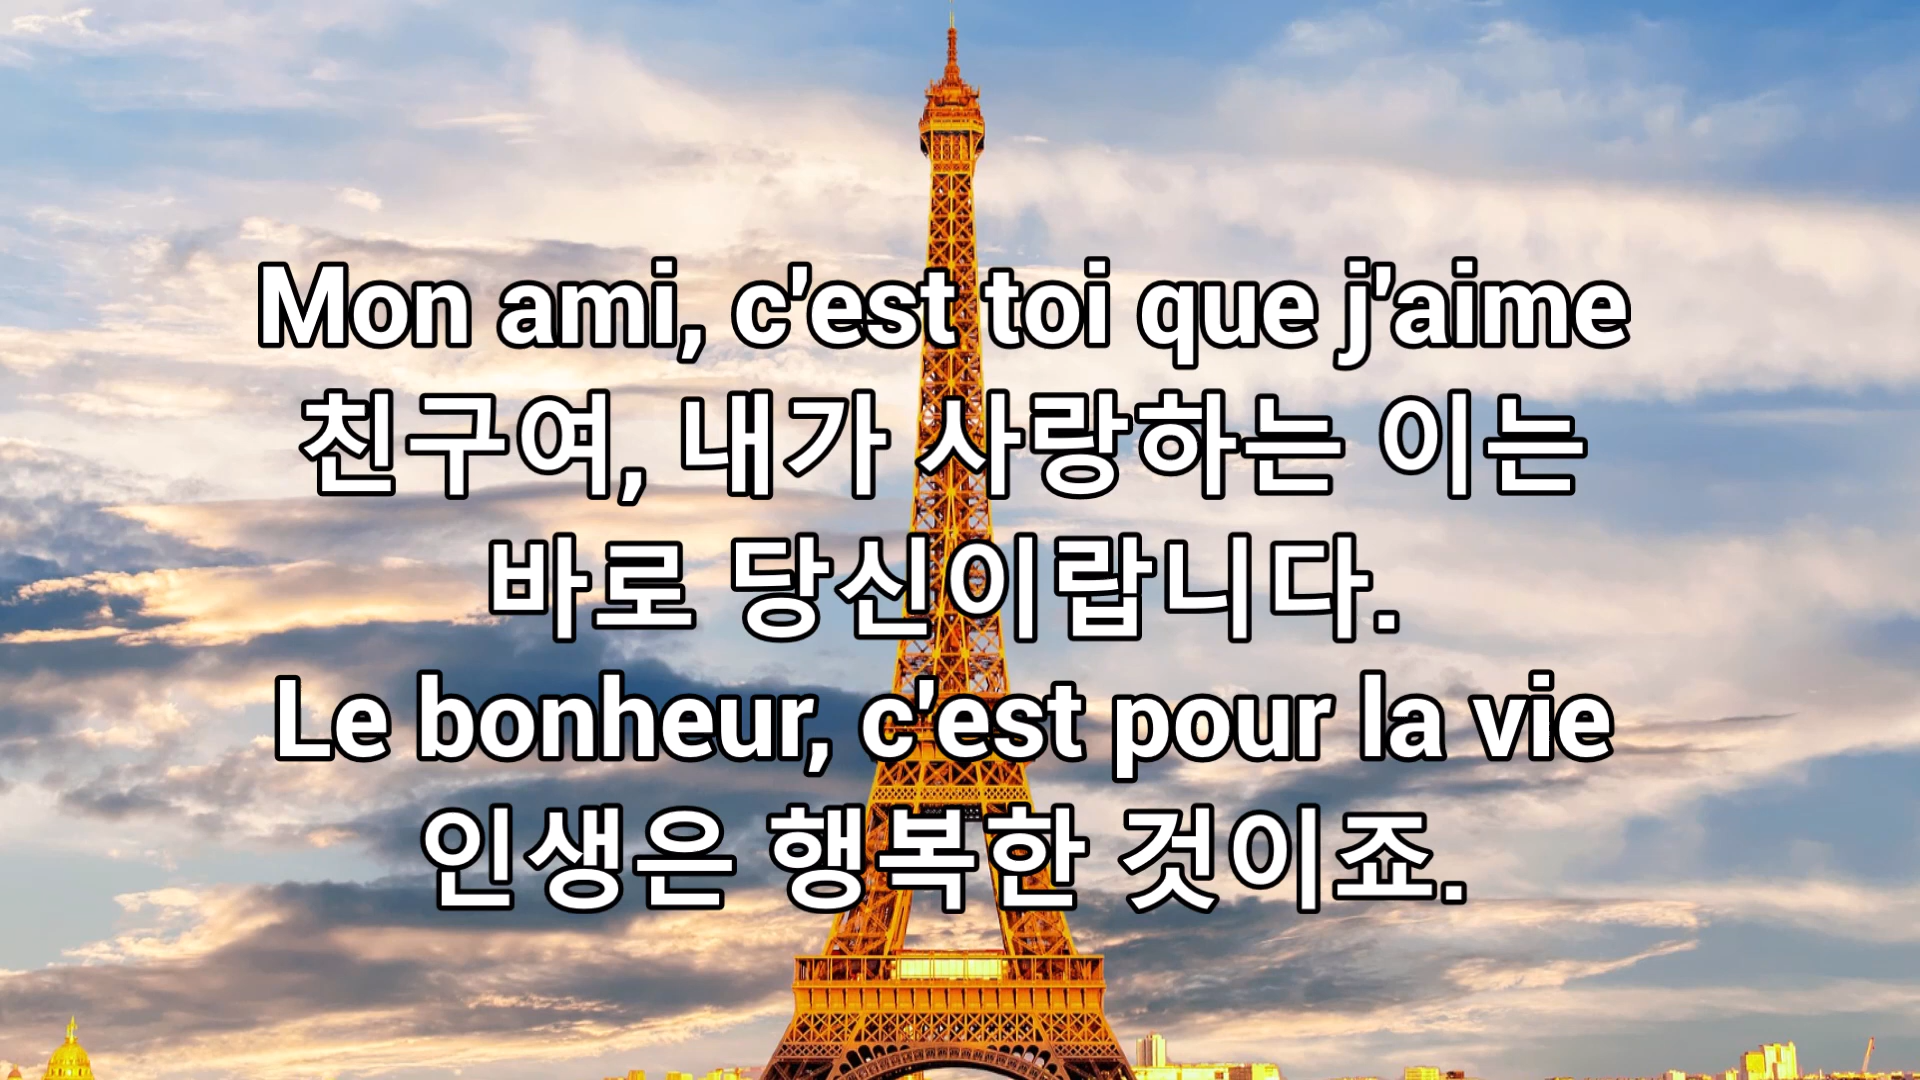 Mon ami, c'est toi que j'aime
친구여, 내가 사랑하는 이는
바로 당신이랍니다.
Le bonheur, c'est pour la vie
인생은 행복한 것이죠.